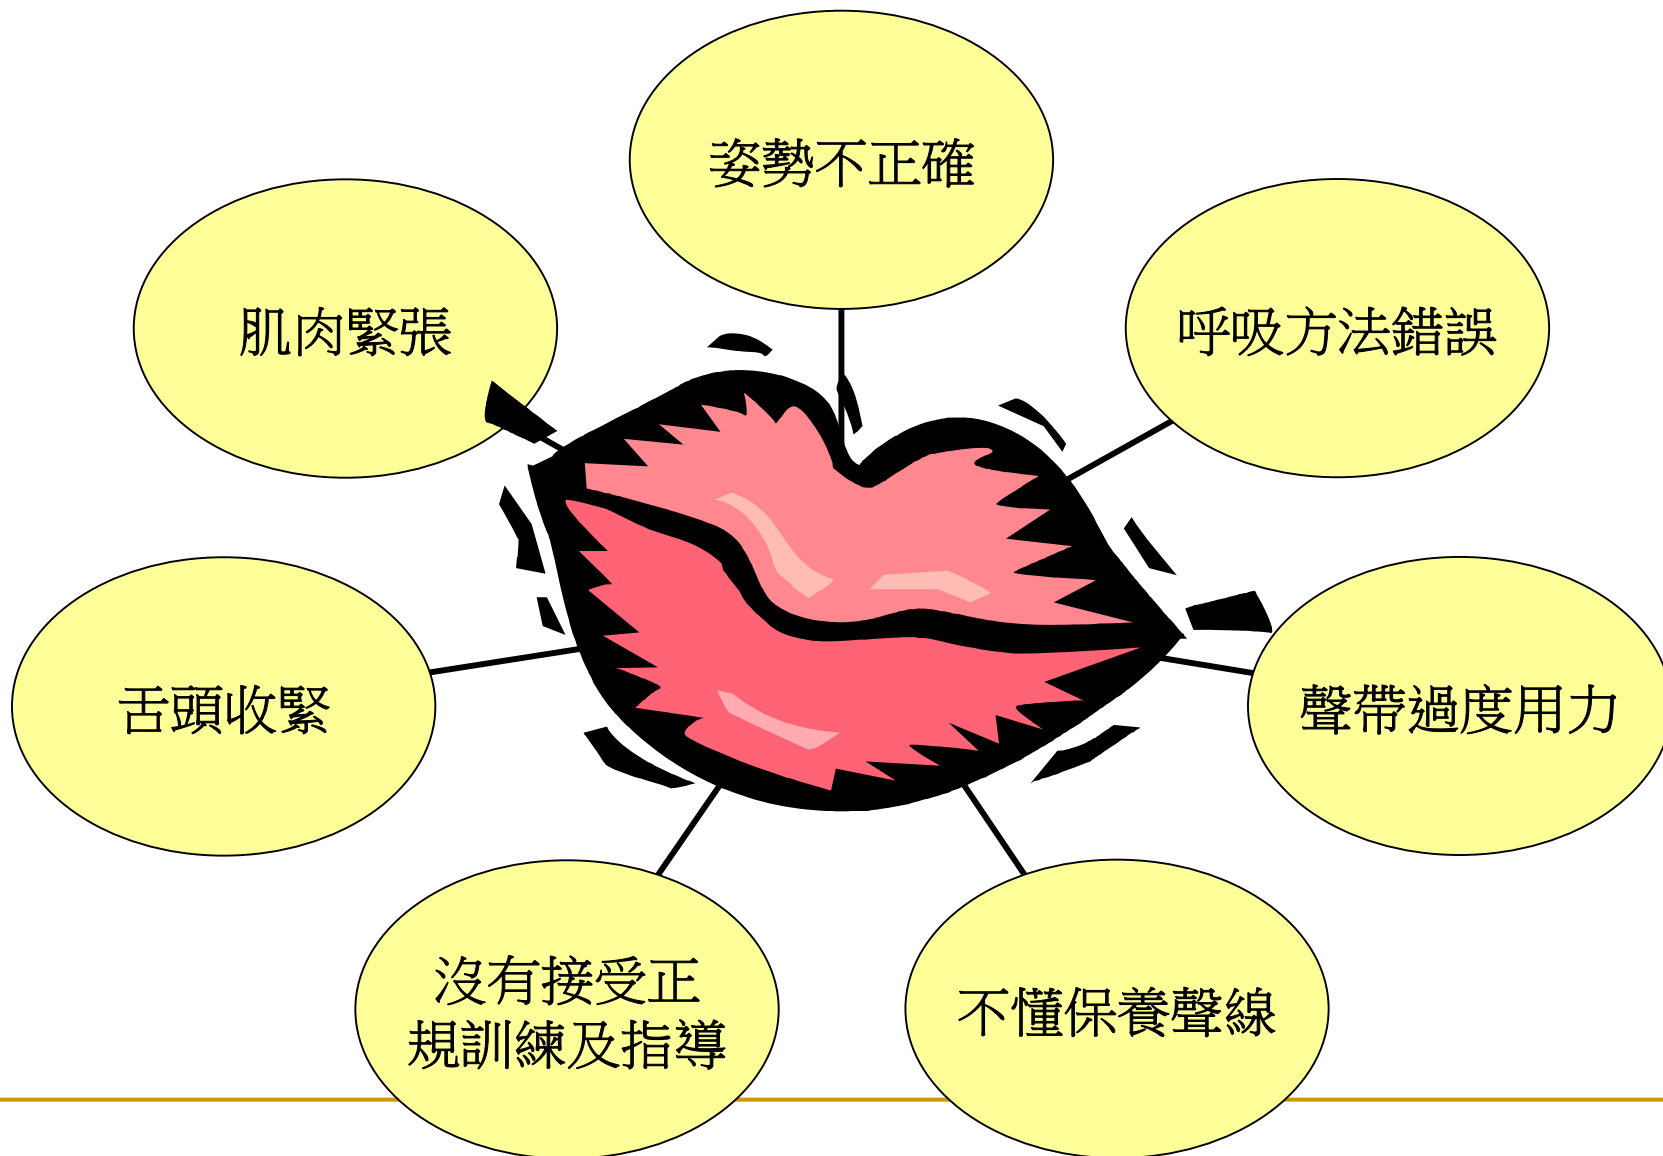 姿勢不正確
肌肉緊張
呼吸方法錯誤
舌頭收緊
聲帶過度用力
沒有接受正
規訓練及指導
不懂保養聲線